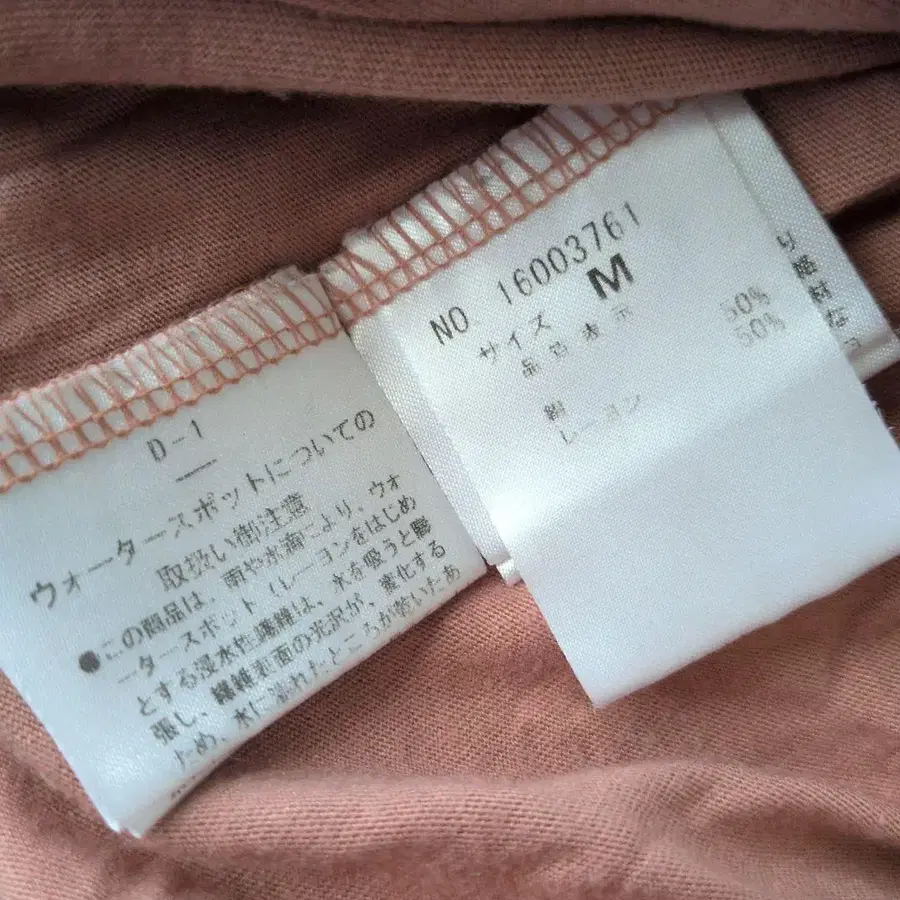 D-1
ウォータースポットについての
取扱い御注意
●この商品は、雨や水滴により、ウォ
ータースポット(レーヨンをはじめ
とする浸水性繊維は、水を吸うと膨
張し、繊維表面の光沢が、変化する
ため、水に濡れたところが乾いたあ
NO. 16003761
サイズ M
品質表示
50%
レーヨン 50%